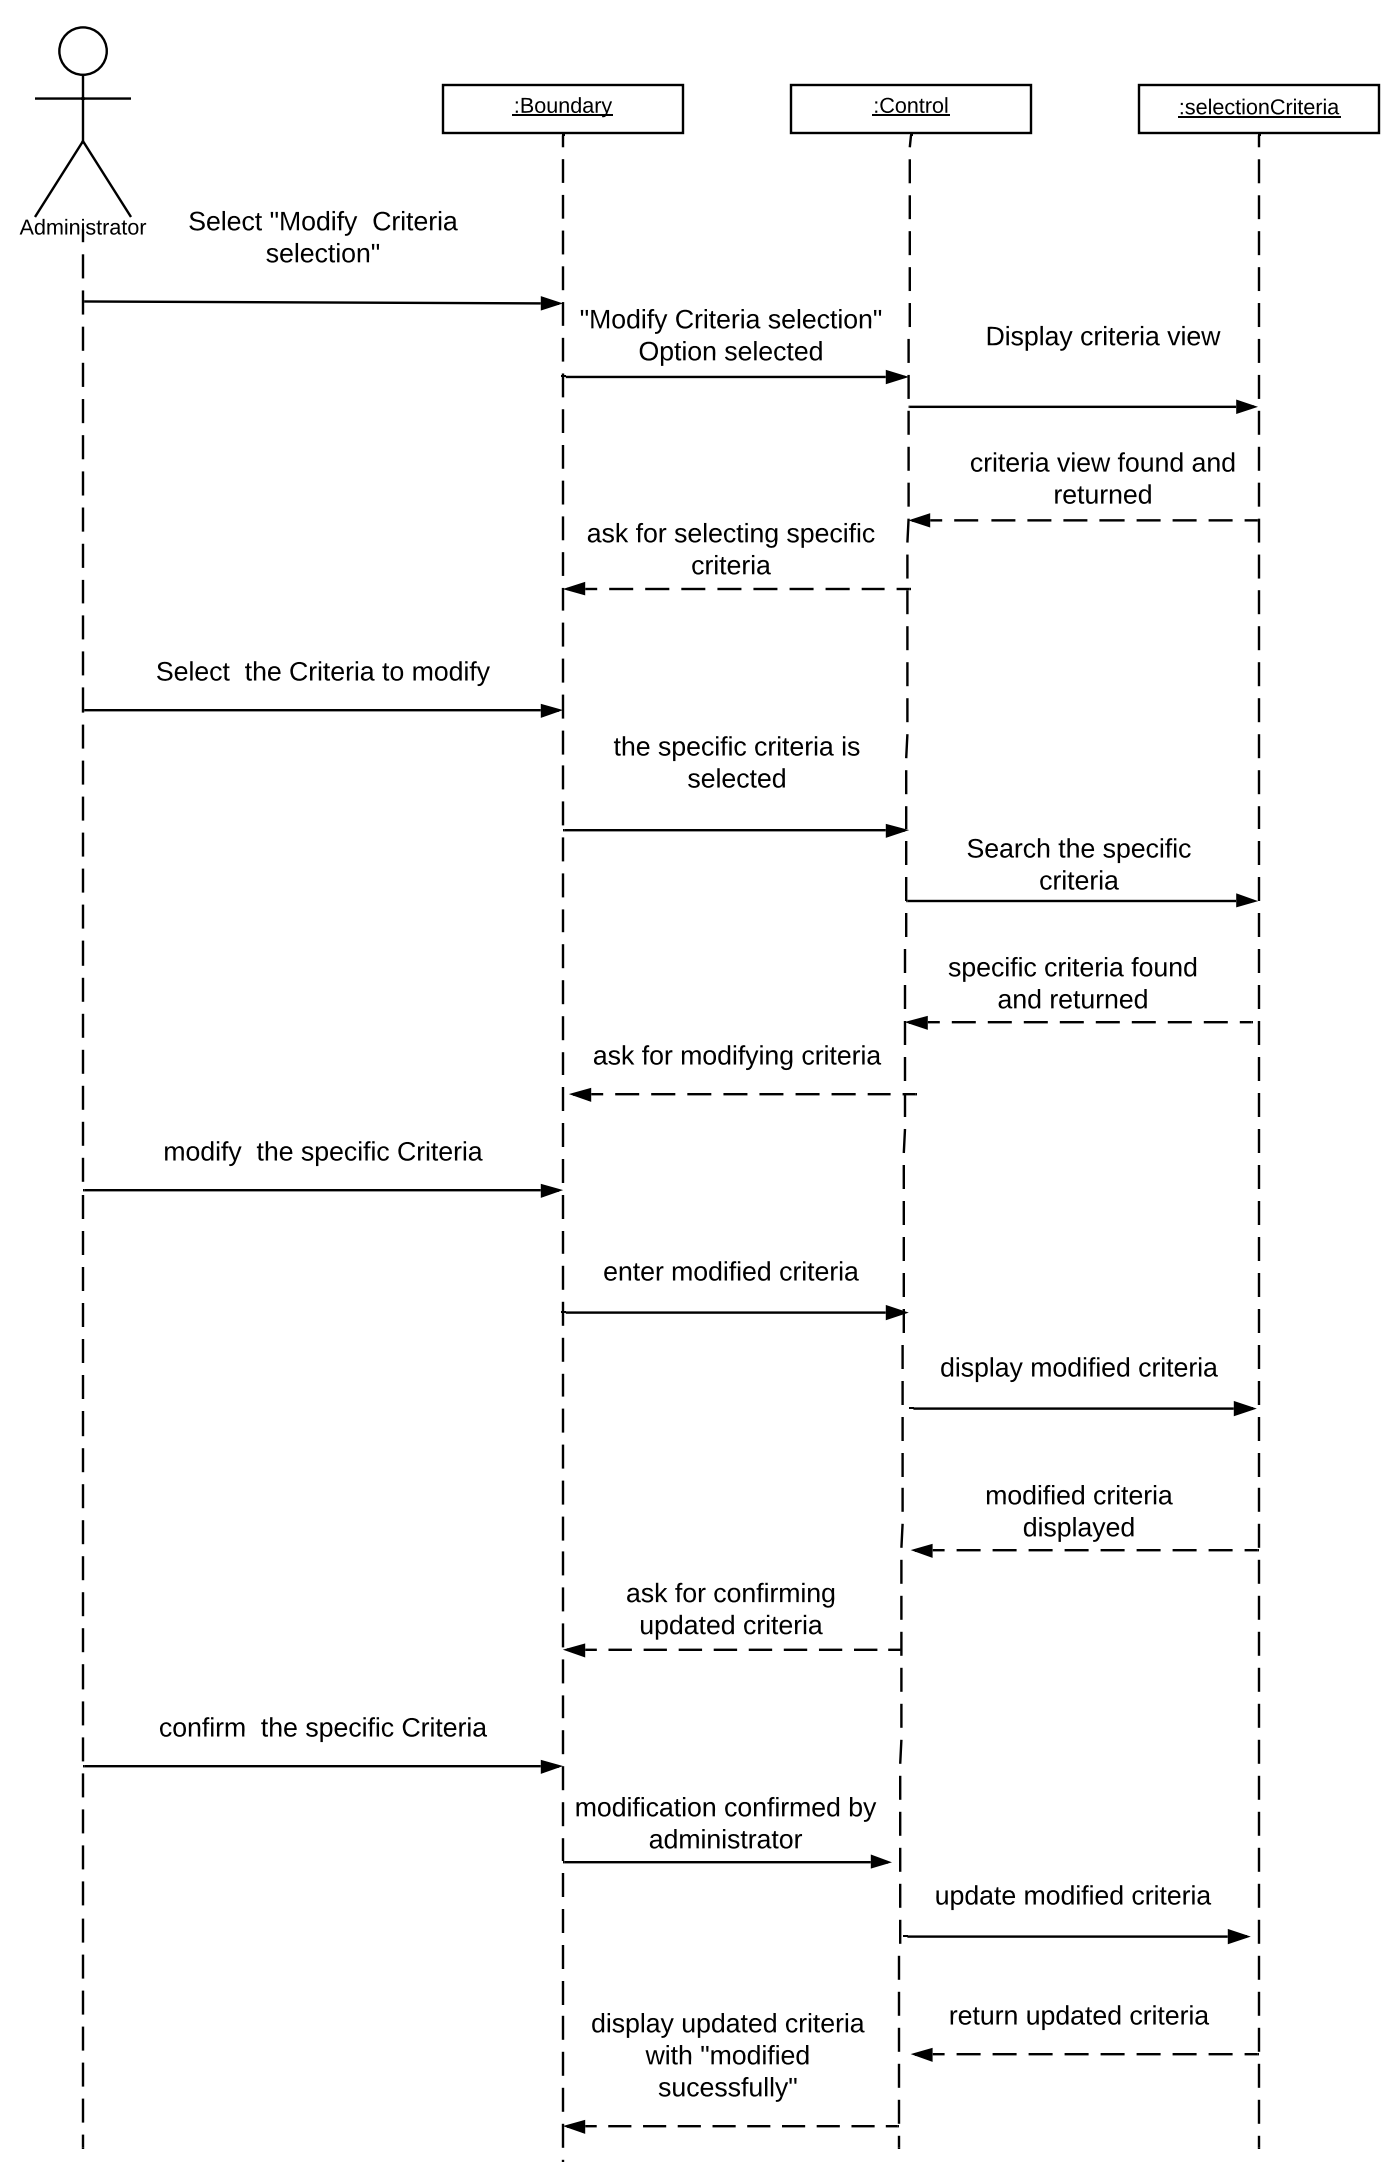 :Boundary
:Control
:selectionCriteria
Administrator
Select "Modify  Criteria
selection"
"Modify Criteria selection"
Option selected
Display criteria view
criteria view found and
returned
ask for selecting specific
criteria
Select  the Criteria to modify
the specific criteria is
selected
Search the specific
criteria
specific criteria found
and returned
ask for modifying criteria
modify  the specific Criteria
enter modified criteria
display modified criteria
modified criteria
displayed
ask for confirming
updated criteria
confirm  the specific Criteria
modification confirmed by
administrator
update modified criteria
return updated criteria
display updated criteria
with "modified
sucessfully"